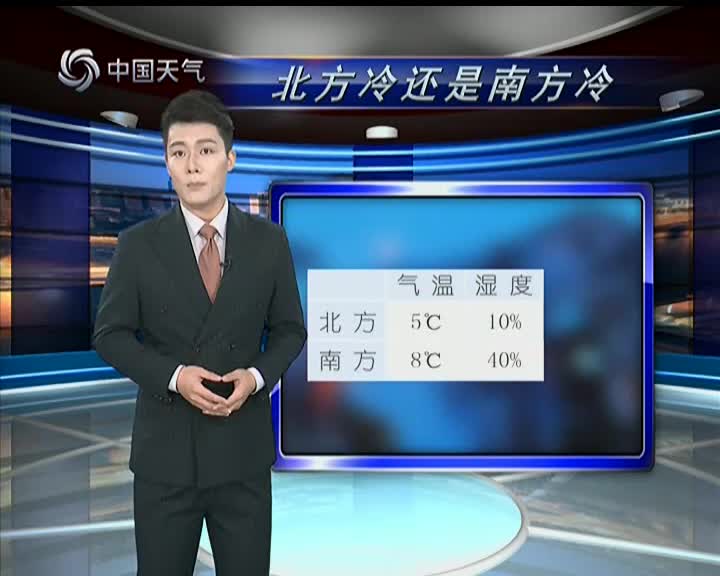 中国天气
北方冷还是南方冷
气温 湿度
北方 5℃ 10%
南方 8℃ 40%